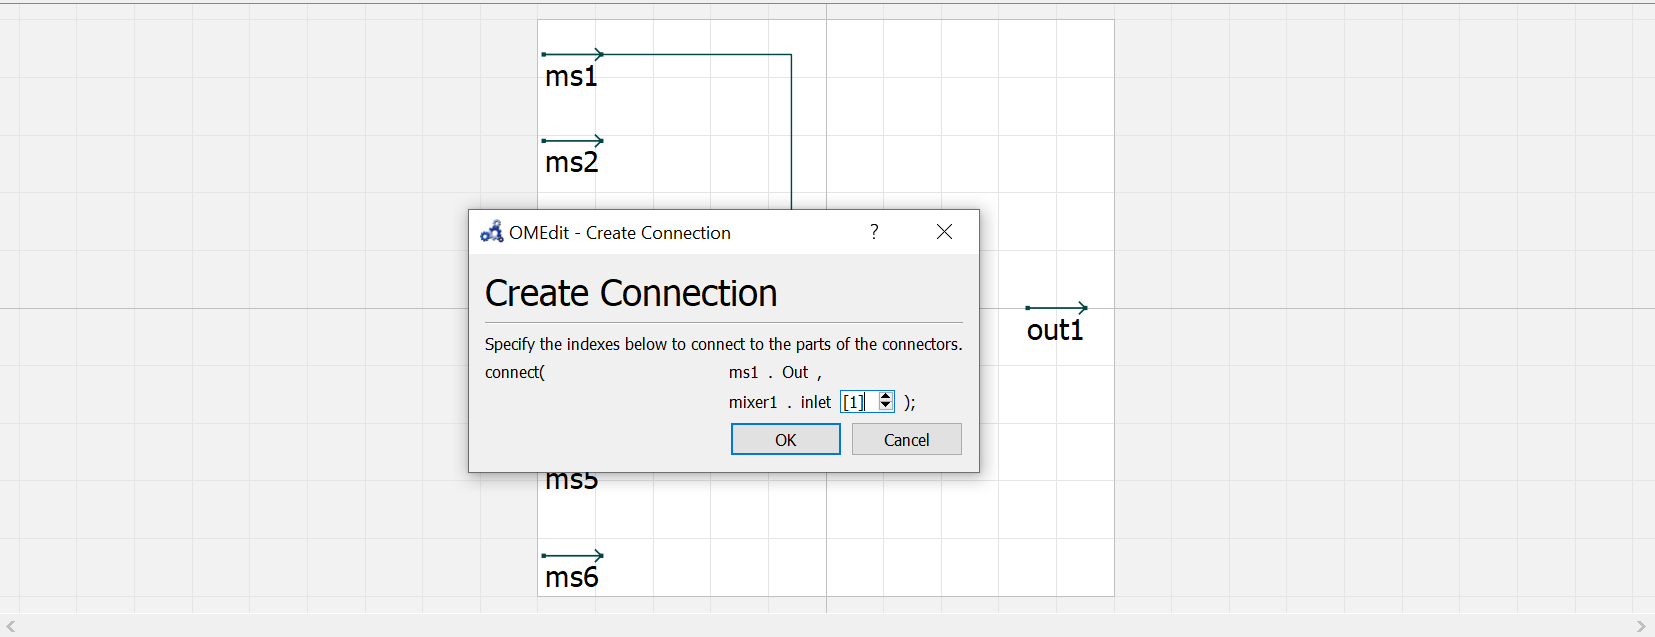 ms1
ms2
OMEdit - Create Connection ?
Create Connection
out1
Specify the indexes below to connect to the parts of the connectors.
connect( ms1 . Out ,
mixer1 . inlet [1] );
OK Cancel
ms5
ms6